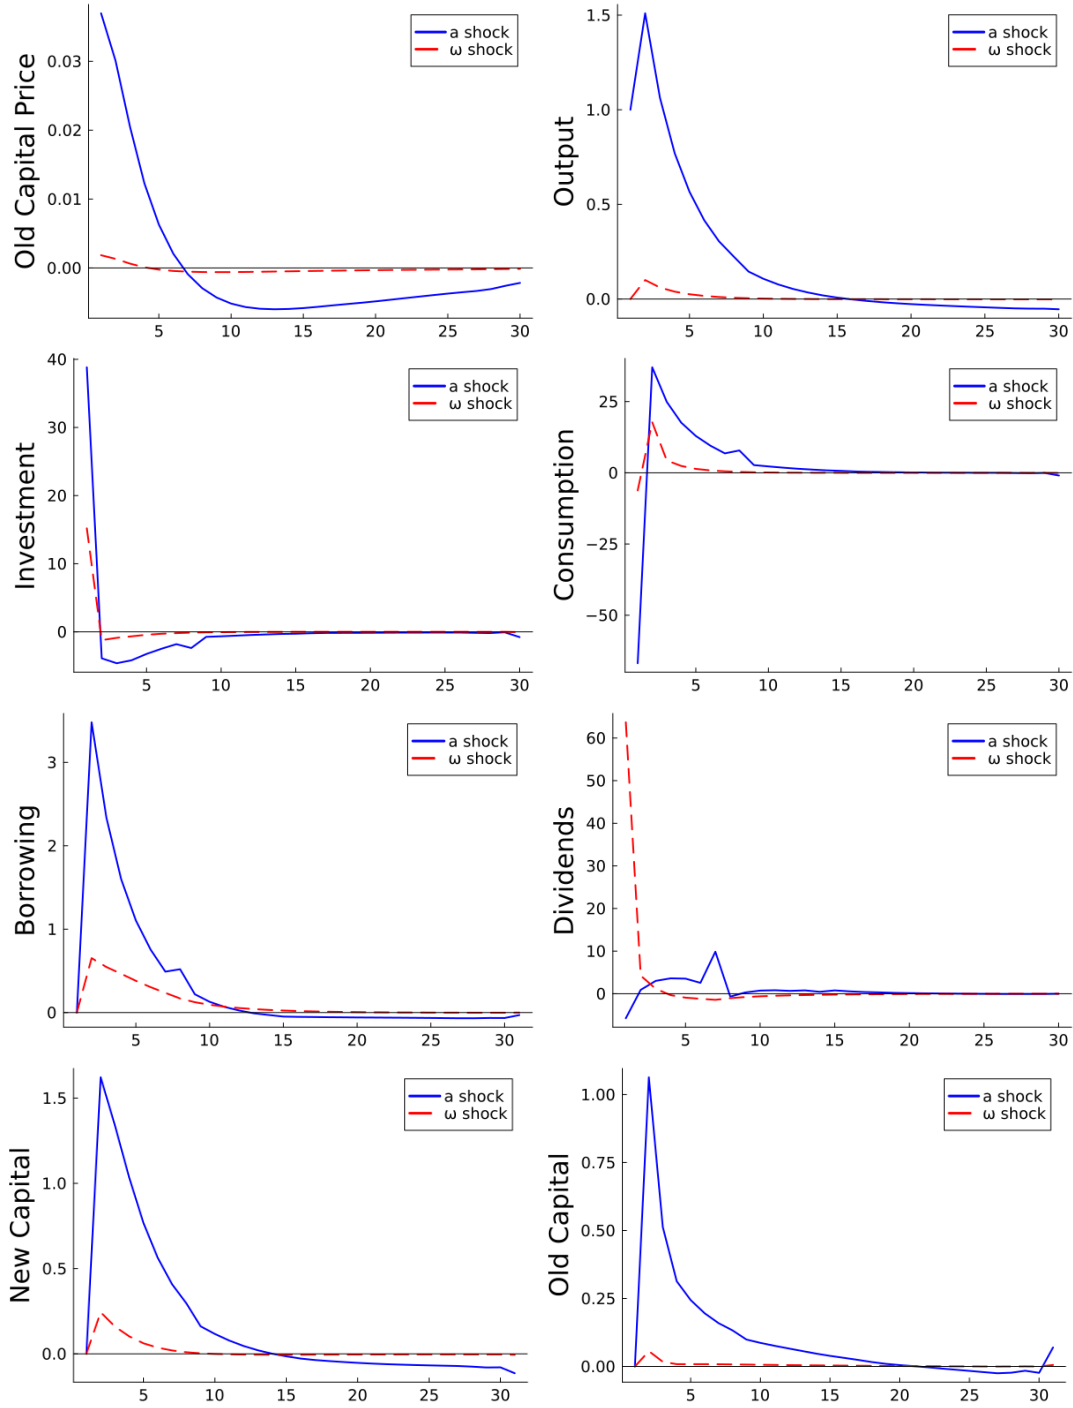 Old Capital Price
0.03
0.02
0.01
0.00
5 10 15 20 25 30
a shock
ω shock
Output
1.5
1.0
0.5
0.0
5 10 15 20 25 30
a shock
ω shock
Investment
40
30
20
10
0
5 10 15 20 25 30
a shock
ω shock
Consumption
25
0
−25
−50
5 10 15 20 25 30
a shock
ω shock
Borrowing
3
2
1
0
5 10 15 20 25 30
a shock
ω shock
Dividends
60
50
40
30
20
10
0
5 10 15 20 25 30
a shock
ω shock
New Capital
1.5
1.0
0.5
0.0
5 10 15 20 25 30
a shock
ω shock
Old Capital
1.00
0.75
0.50
0.25
0.00
5 10 15 20 25 30
a shock
ω shock